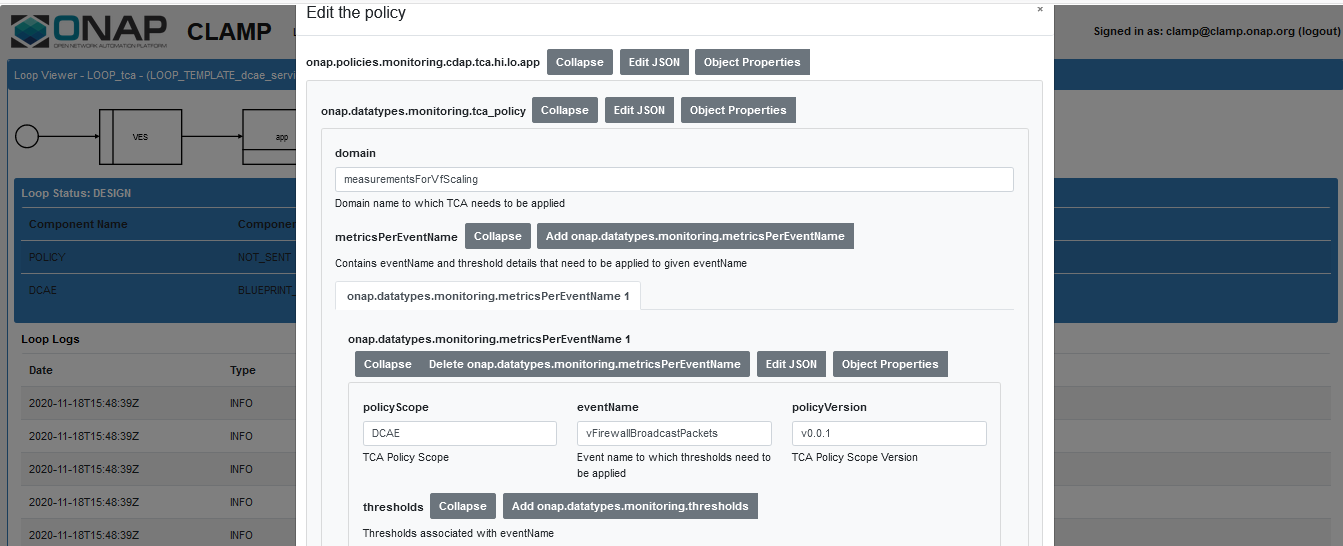 Edit the policy
×
ONAP
OPEN NETWORK AUTOMATION PLATFORM
CLAMP
Signed in as: clamp@clamp.onap.org (logout)
Loop Viewer - LOOP_tca - (LOOP_TEMPLATE_dcae_servi
VES
app
Loop Status: DESIGN
Component Name
POLICY
NOT_SENT
DCAE
BLUEPRINT_
Loop Logs
Date Type
2020-11-18T15:48:39Z INFO
2020-11-18T15:48:39Z INFO
2020-11-18T15:48:39Z INFO
2020-11-18T15:48:39Z INFO
2020-11-18T15:48:39Z INFO
onap.policies.monitoring.cdap.tca.hi.lo.app Collapse Edit JSON Object Properties
onap.datatypes.monitoring.tca_policy Collapse Edit JSON Object Properties
domain
measurementsForVfScaling
Domain name to which TCA needs to be applied
metricsPerEventName Collapse Add onap.datatypes.monitoring.metricsPerEventName
Contains eventName and threshold details that need to be applied to given eventName
onap.datatypes.monitoring.metricsPerEventName 1
onap.datatypes.monitoring.metricsPerEventName 1
Collapse Delete onap.datatypes.monitoring.metricsPerEventName Edit JSON Object Properties
policyScope eventName policyVersion
DCAE vFirewallBroadcastPackets v0.0.1
TCA Policy Scope Event name to which thresholds need to be applied TCA Policy Scope Version
thresholds Collapse Add onap.datatypes.monitoring.thresholds
Thresholds associated with eventName